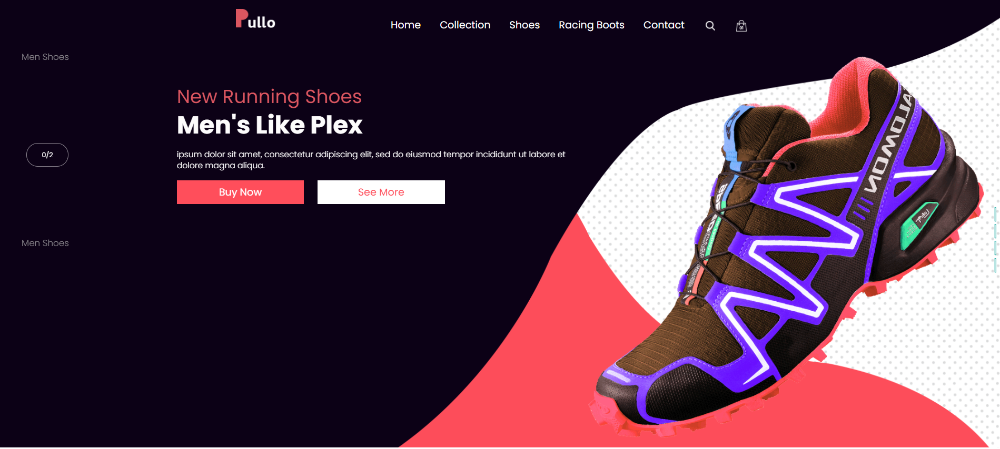 Pullo
Home Collection Shoes Racing Boots Contact
01
Men Shoes
New Running Shoes
Men's Like Plex
0/2
ipsum dolor sit amet, consectetur adipiscing elit, sed do eiusmod tempor incididunt ut labore et
dolore magna aliqua.
Buy Now
See More
Men Shoes
Pullo